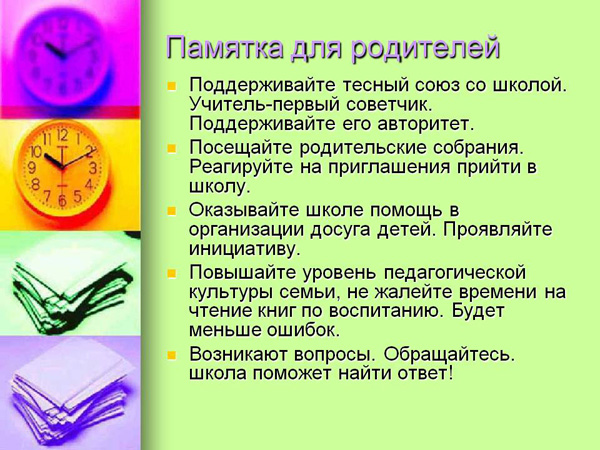 Памятка для родителей
Поддерживайте тесный союз со школой.
Учитель-первый советчик.
Поддерживайте его авторитет.
Посещайте родительские собрания.
Реагируйте на приглашения прийти в
школу.
Оказывайте школе помощь в
организации досуга детей. Проявляйте
инициативу.
Повышайте уровень педагогической
культуры семьи, не жалейте времени на
чтение книг по воспитанию. Будет
меньше ошибок.
Возникают вопросы. Обращайтесь.
школа поможет найти ответ!